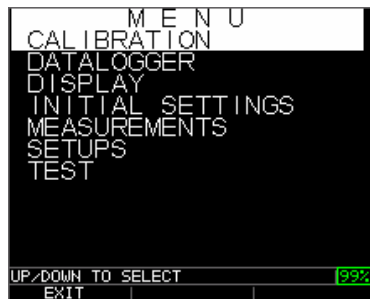 M E N U
CALIBRATION
DATALOGGER
DISPLAY
INITIAL SETTINGS
MEASUREMENTS
SETUPS
TEST
UP/DOWN TO SELECT 99%
EXIT